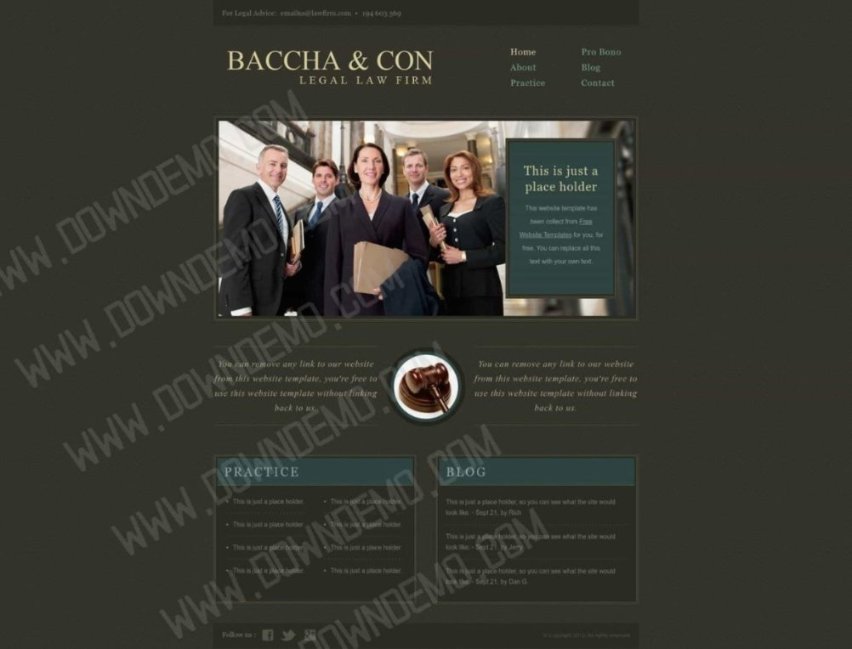 For Legal Advice: emailus@lawfirm.com • 194.603.969
BACCHA & CON
LEGAL LAW FIRM
Home
About
Practice
Pro Bono
Blog
Contact
This is just a
place holder
This website template has
been collect from Free
Website Templates for you, for
free. You can replace all this
text with your own text.
You can remove any link to our website
from this website template, you're free to
use this website template without linking
back to us.
You can remove any link to our website
from this website template, you're free to
use this website template without linking
back to us.
PRACTICE
• This is just a place holder.
• This is just a place holder.
• This is just a place holder.
• This is just a place holder.
• This is just a place holder.
• This is just a place holder.
• This is just a place holder.
• This is just a place holder.
BLOG
This is just a place holder, so you can see what the site would
look like. - Sept 21. by Rich
This is just a place holder, so you can see what the site would
look like. - Sept 21. by Jerry
This is just a place holder, so you can see what the site would
look like. - Sept 21. by Dan G.
Follow us :
WWW.DOWNDEMO.COM
WWW.DOWNDEMO.COM
WWW.DOWNDEMO.COM
WWW.DOWNDEMO.COM
WWW.DOWNDEMO.COM